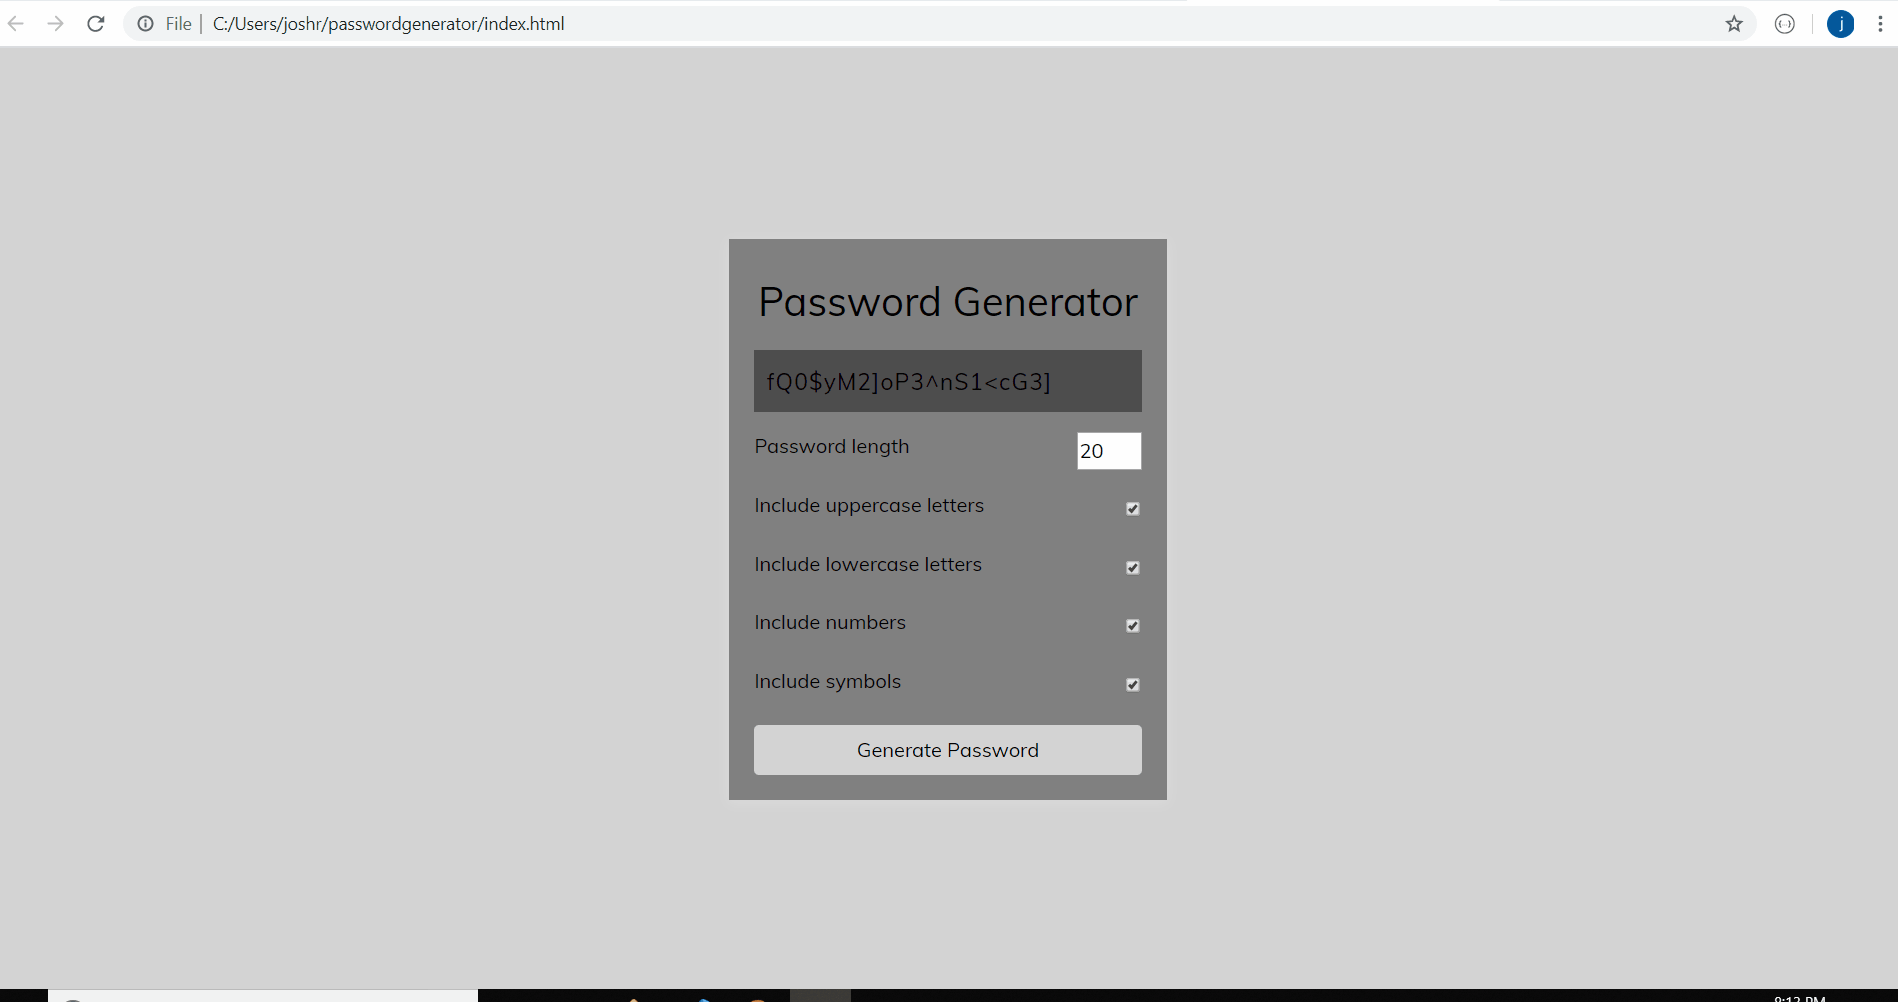 File | C:/Users/joshr/passwordgenerator/index.html
j
Password Generator
fQ0$yM2]oP3^nS1<cG3]
Password length 20
Include uppercase letters
Include lowercase letters
Include numbers
Include symbols
Generate Password